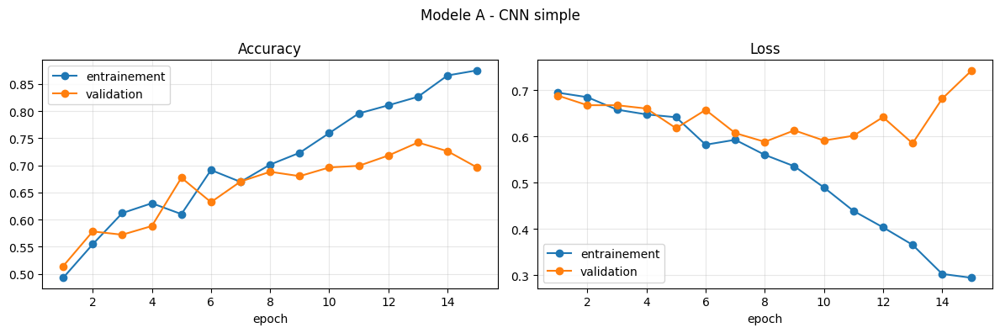 Modele A - CNN simple
Accuracy
entrainement
validation
0.85
0.80
0.75
0.70
0.65
0.60
0.55
0.50
2 4 6 8 10 12 14
epoch
Loss
0.7
0.6
0.5
0.4
0.3
entrainement
validation
2 4 6 8 10 12 14
epoch